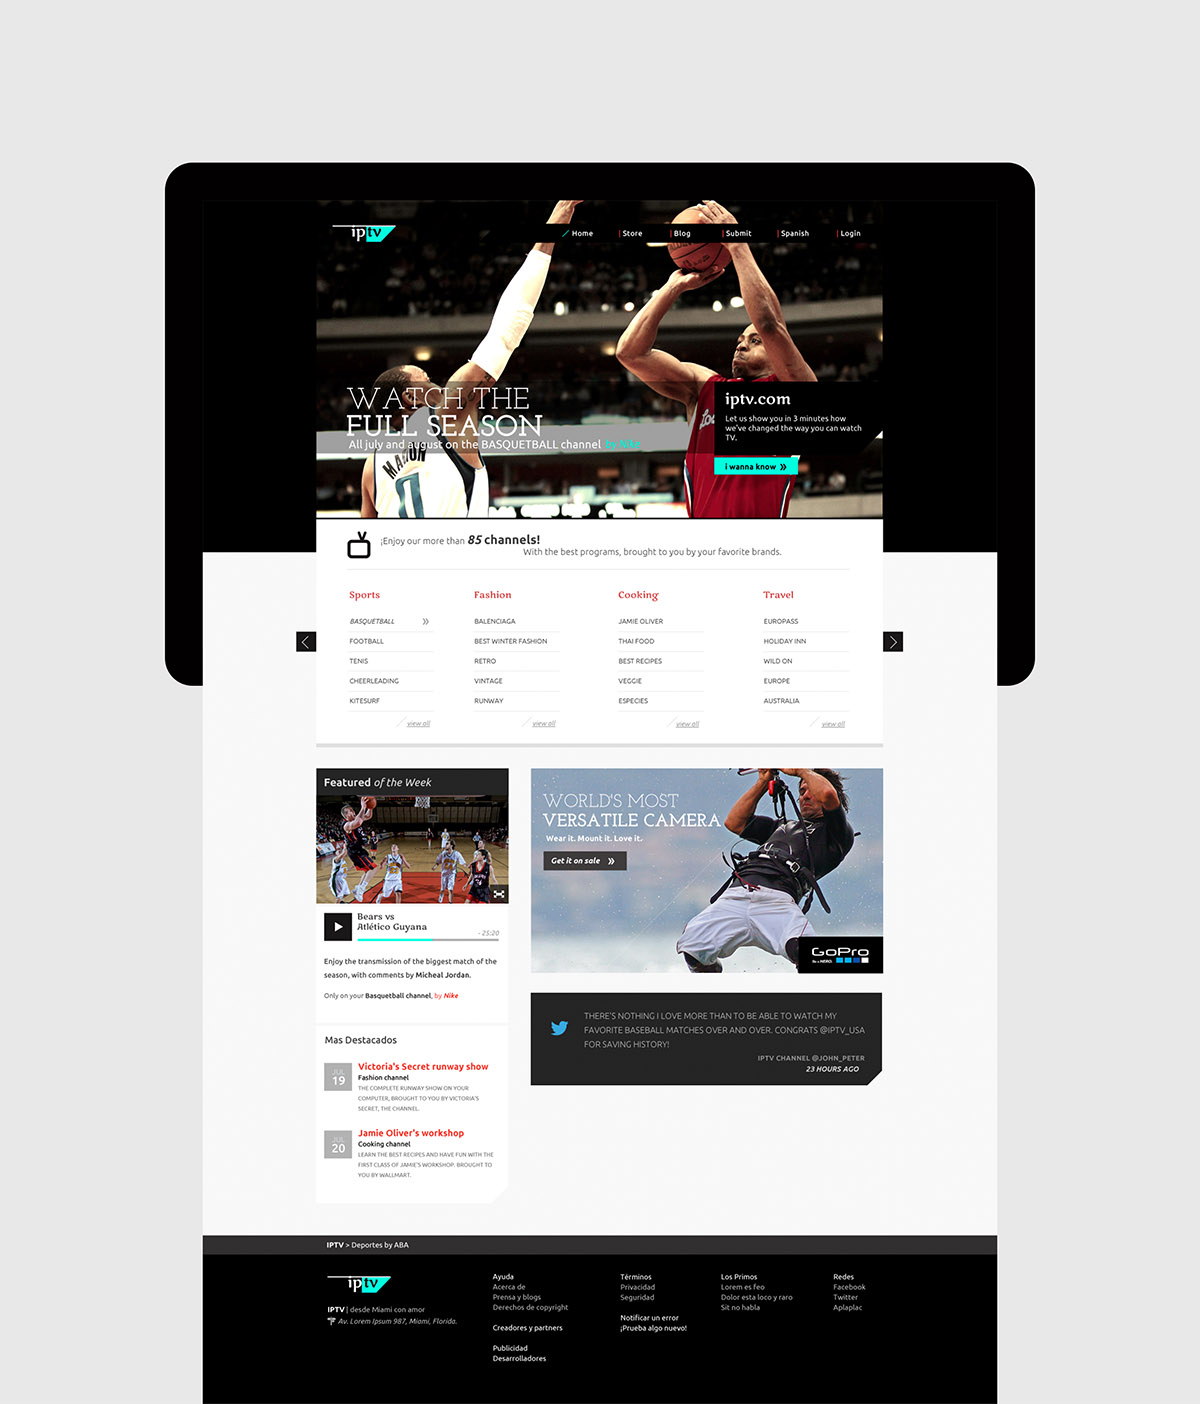 iptv
Home
Store
Blog
Submit
Spanish
Login
WATCH THE
FULL SEASON
All july and august on the BASQUETBALL channel by Nike
MARION
0
iptv.com
Let us show you in 3 minutes how
we've changed the way you can watch
TV.
i wanna know »
¡Enjoy our more than 85 channels!
With the best programs, brought to you by your favorite brands.
Sports
BASQUETBALL »
FOOTBALL
TENIS
CHEERLEADING
KITESURF
view all
Fashion
BALENCIAGA
BEST WINTER FASHION
RETRO
VINTAGE
RUNWAY
view all
Cooking
JAMIE OLIVER
THAI FOOD
BEST RECIPES
VEGGIE
ESPECIES
view all
Travel
EUROPASS
HOLIDAY INN
WILD ON
EUROPE
AUSTRALIA
view all
Featured of the Week
Bears vs
Atlético Guyana
- 25:20
Enjoy the transmission of the biggest match of the
season, with comments by Micheal Jordan.
Only on your Basquetball channel, by Nike
Mas Destacados
JUL
19
Victoria's Secret runway show
Fashion channel
THE COMPLETE RUNWAY SHOW ON YOUR
COMPUTER, BROUGHT TO YOU BY VICTORIA'S
SECRET, THE CHANNEL.
JUL
20
Jamie Oliver's workshop
Cooking channel
LEARN THE BEST RECIPES AND HAVE FUN WITH THE
FIRST CLASS OF JAMIE'S WORKSHOP. BROUGHT TO
YOU BY WALLMART.
WORLD'S MOST
VERSATILE CAMERA
Wear it. Mount it. Love it.
Get it on sale »
GoPro
Be a HERO.
THERE'S NOTHING I LOVE MORE THAN TO BE ABLE TO WATCH MY
FAVORITE BASEBALL MATCHES OVER AND OVER. CONGRATS @IPTV_USA
FOR SAVING HISTORY!
IPTV CHANNEL @JOHN_PETER
23 HOURS AGO
IPTV > Deportes by ABA
iptv
IPTV | desde Miami con amor
Av. Lorem Ipsum 987, Miami, Florida.
Ayuda
Acerca de
Prensa y blogs
Derechos de copyright
Creadores y partners
Publicidad
Desarrolladores
Términos
Privacidad
Seguridad
Notificar un error
¡Prueba algo nuevo!
Los Primos
Lorem es feo
Dolor esta loco y raro
Sit no habla
Redes
Facebook
Twitter
Aplaplac